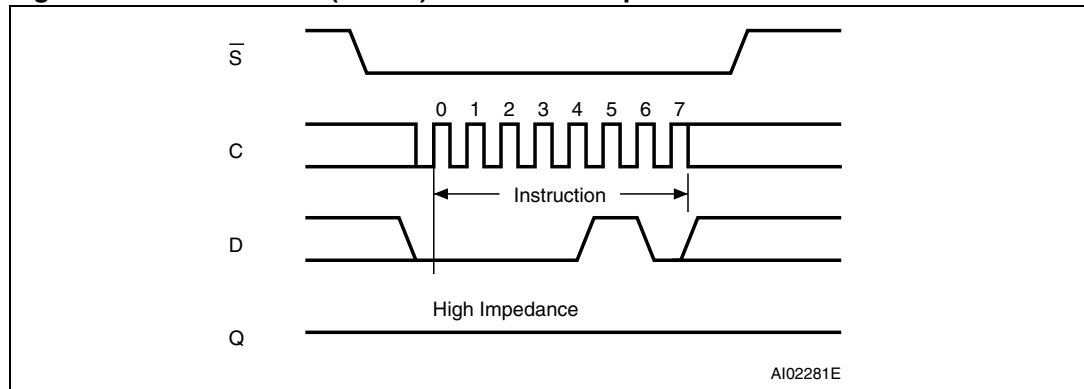 S̅
0 1 2 3 4 5 6 7
C
Instruction
D
High Impedance
Q
AI02281E